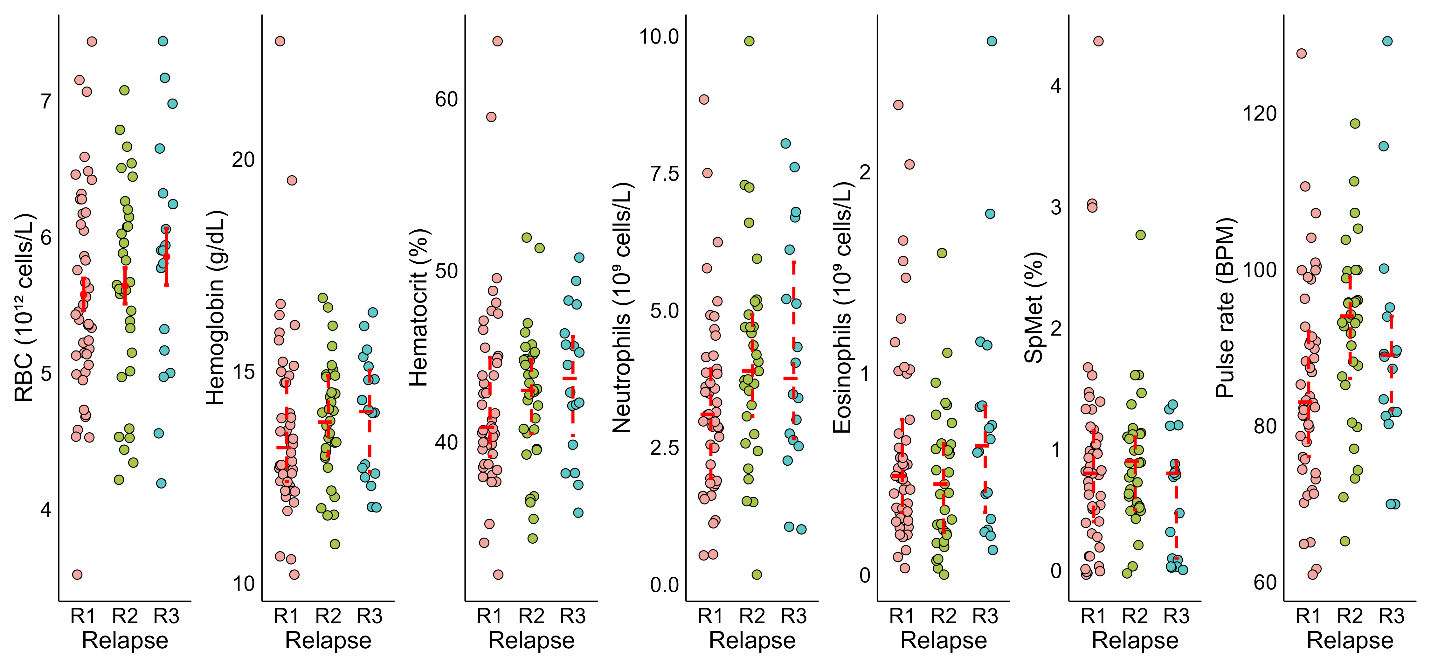 RBC (10¹² cells/L)
7
6
5
4
R1 R2 R3
Relapse
Hemoglobin (g/dL)
20
15
10
R1 R2 R3
Relapse
Hematocrit (%)
60
50
40
R1 R2 R3
Relapse
Neutrophils (10⁹ cells/L)
10.0
7.5
5.0
2.5
0.0
R1 R2 R3
Relapse
Eosinophils (10⁹ cells/L)
2
1
0
R1 R2 R3
Relapse
SpMet (%)
4
3
2
1
0
R1 R2 R3
Relapse
Pulse rate (BPM)
120
100
80
60
R1 R2 R3
Relapse